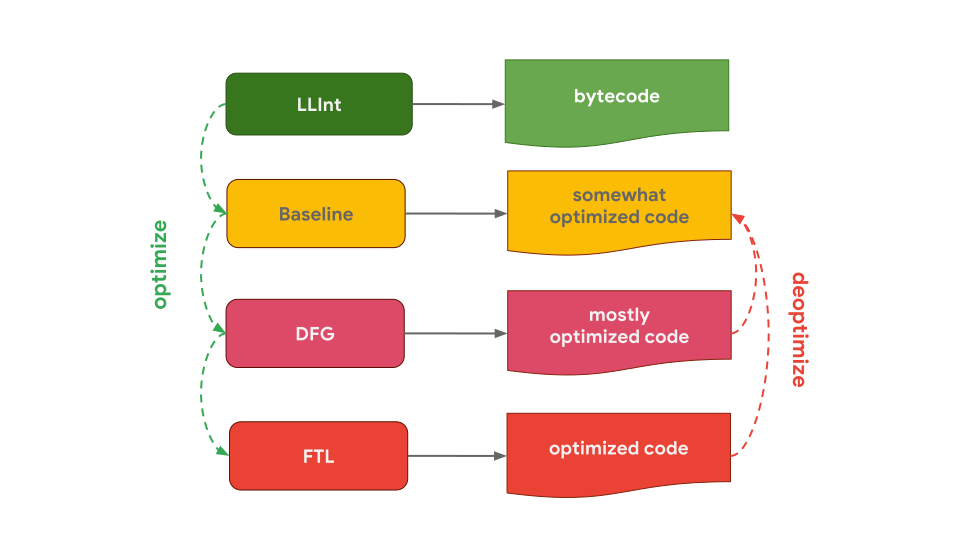 LLInt
bytecode
Baseline
somewhat
optimized code
optimize
DFG
mostly
optimized code
deoptimize
FTL
optimized code